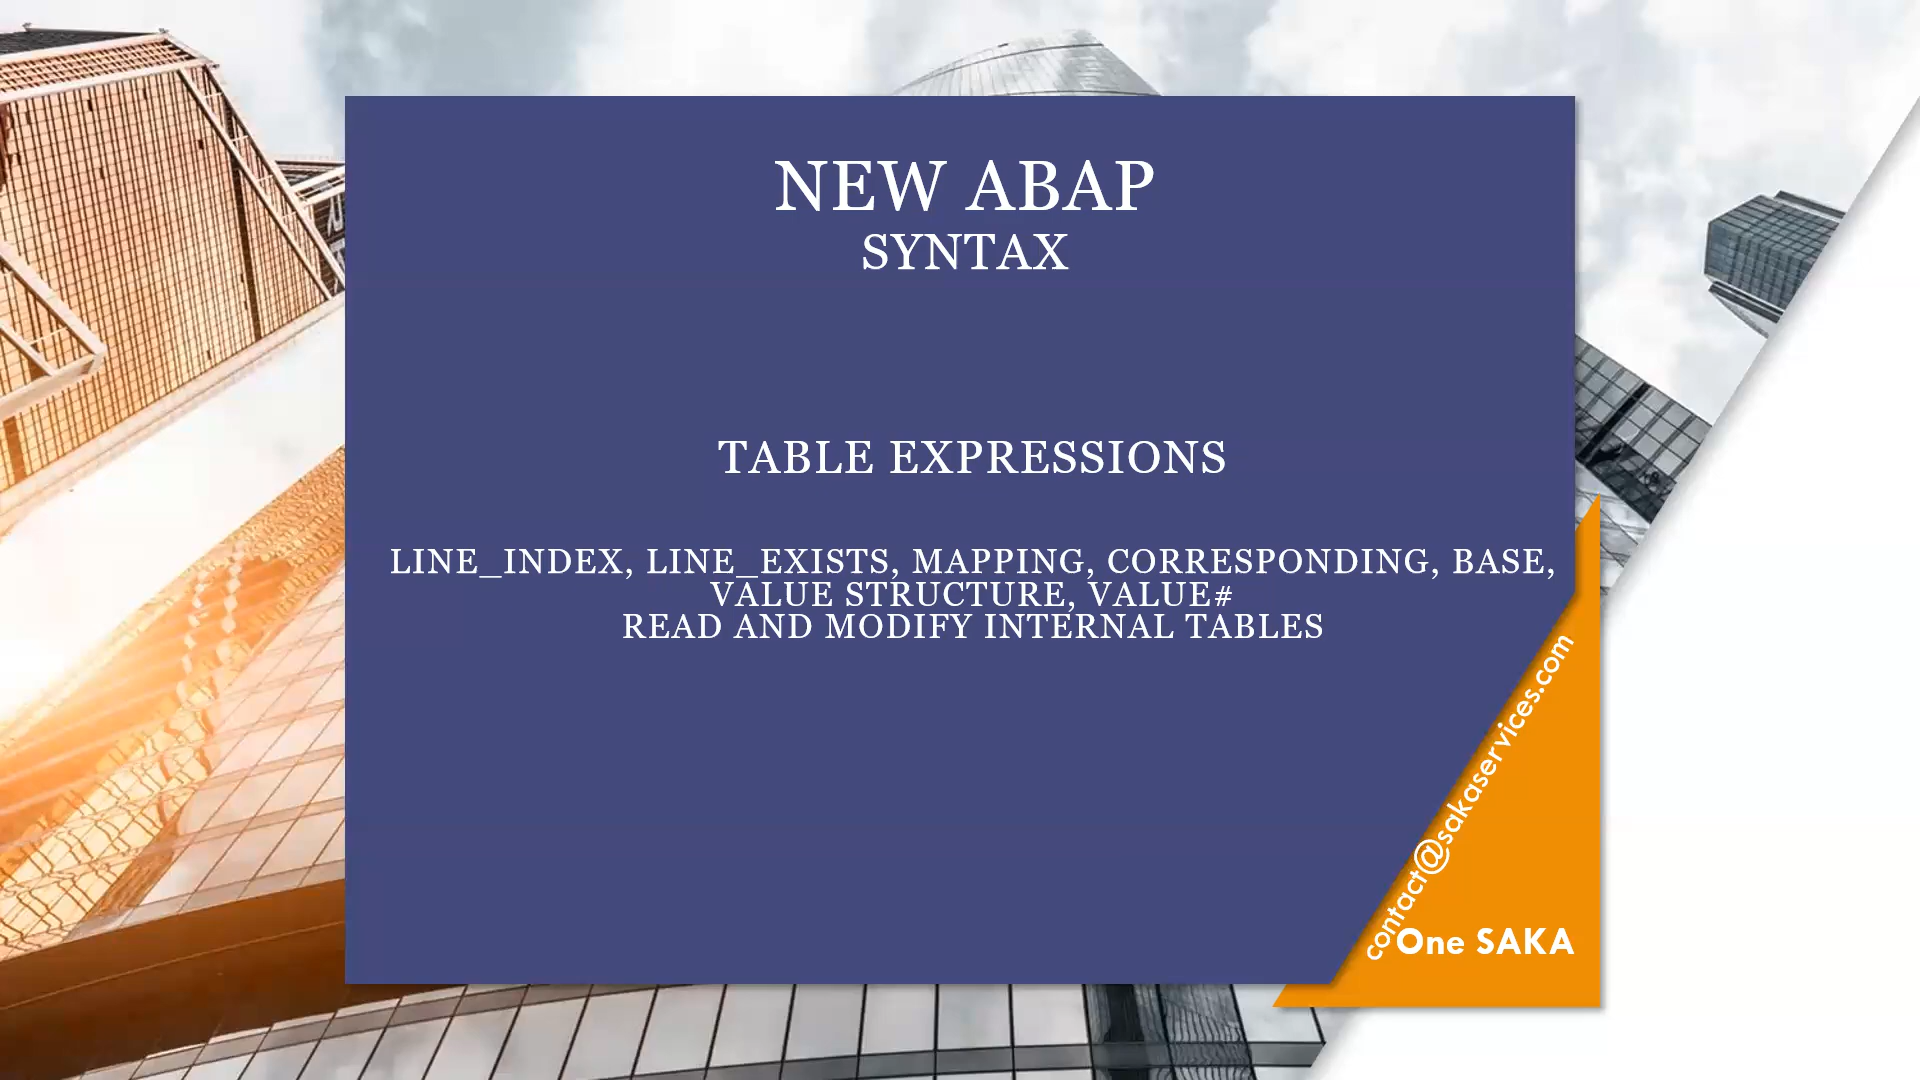 NEW ABAP
SYNTAX
TABLE EXPRESSIONS
LINE_INDEX, LINE_EXISTS, MAPPING, CORRESPONDING, BASE,
VALUE STRUCTURE, VALUE#
READ AND MODIFY INTERNAL TABLES
contact@sakaservices.com
One SAKA